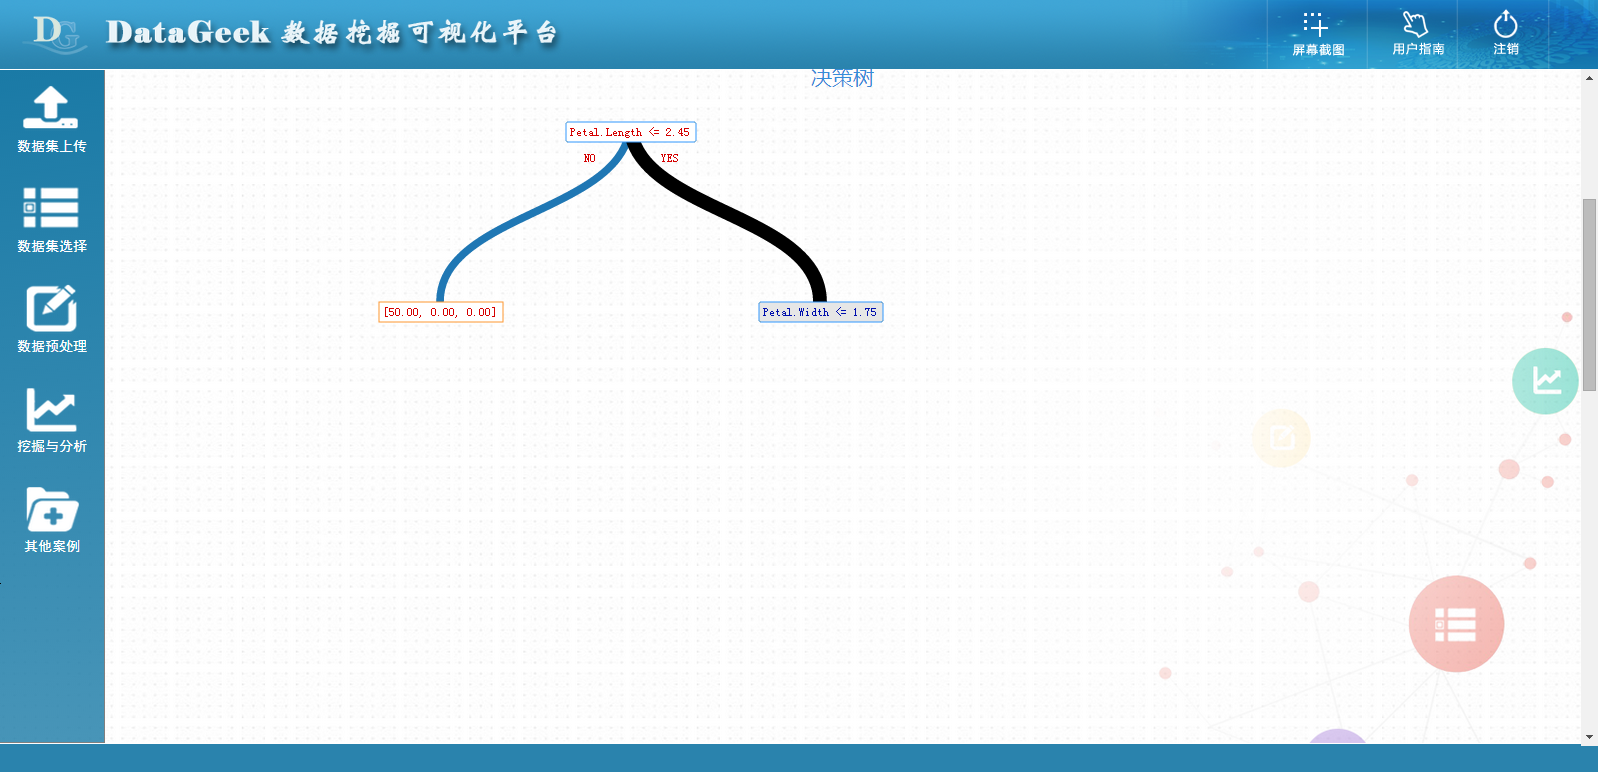 DG
DataGeek 数据挖掘可视化平台
屏幕截图
用户指南
注销
数据集上传
数据集选择
数据预处理
挖掘与分析
其他案例
决策树
Petal.Length <= 2.45
NO
YES
[50.00, 0.00, 0.00]
Petal.Width <= 1.75